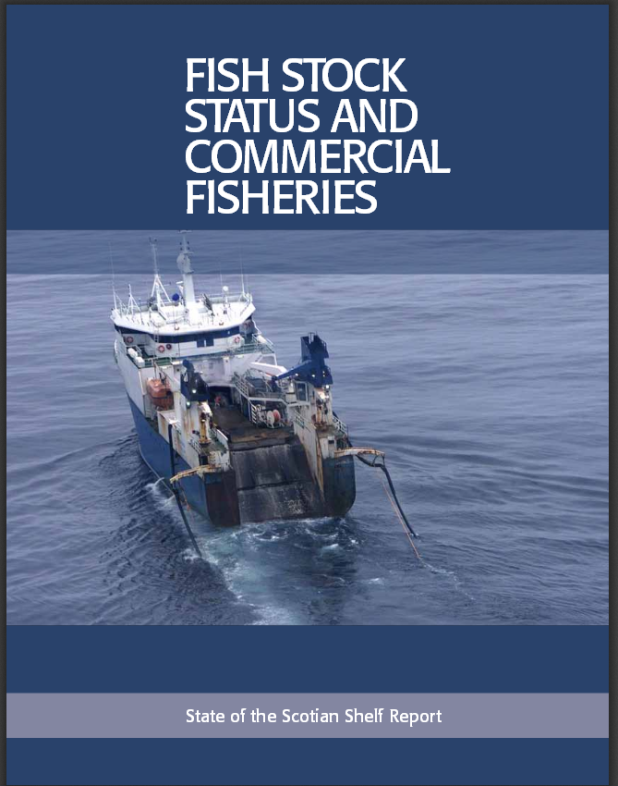 FISH STOCK
STATUS AND
COMMERCIAL
FISHERIES
State of the Scotian Shelf Report